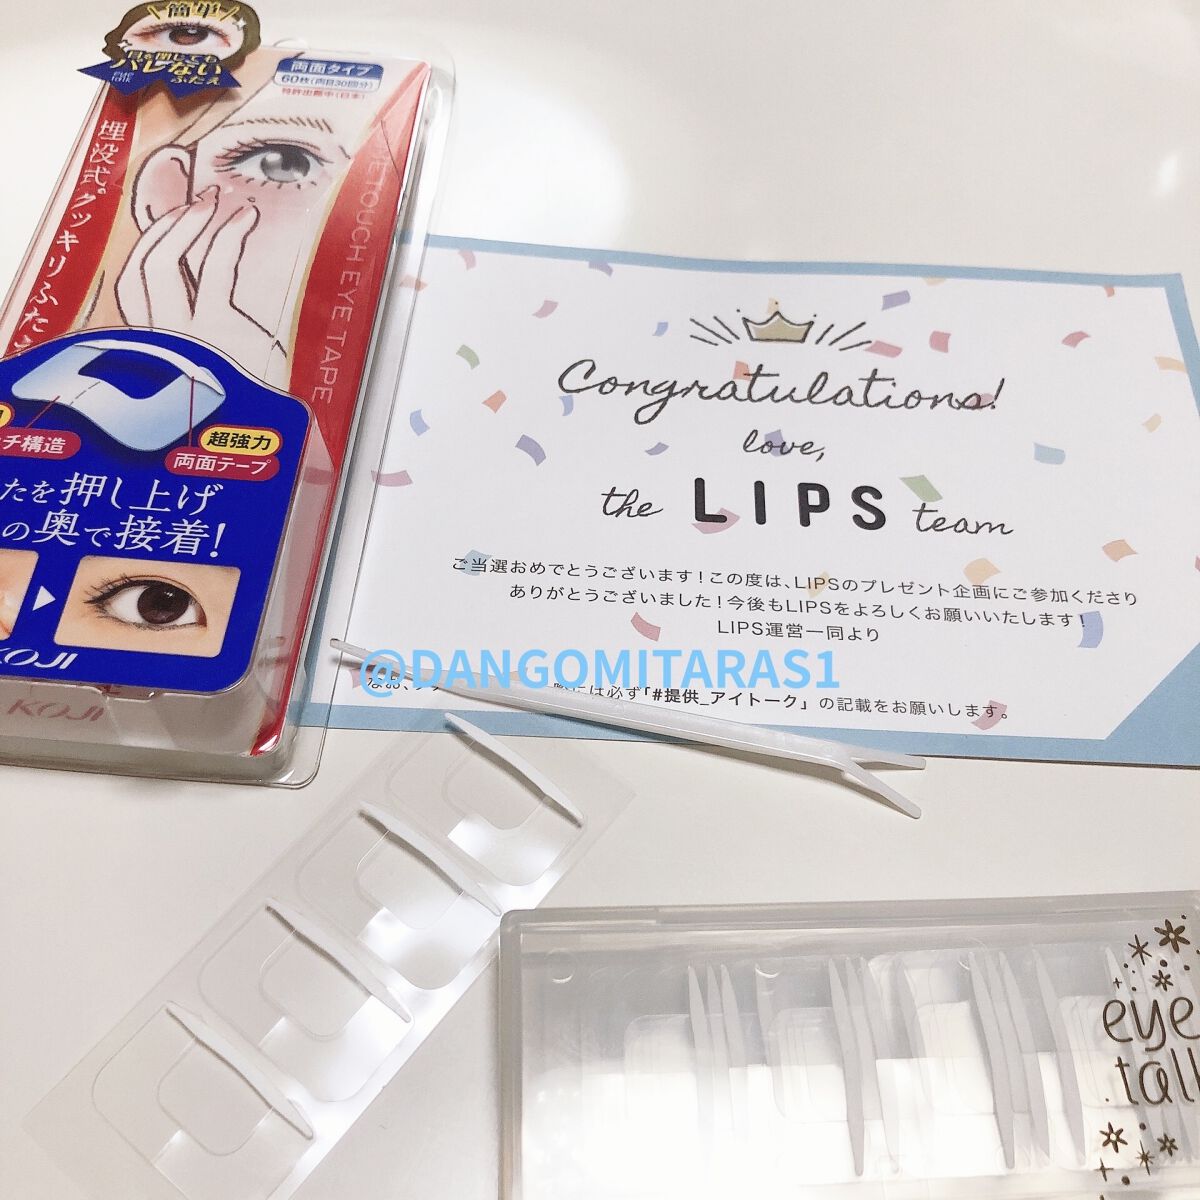 簡単
目を閉じても
バレない
ふたえ
eye
talk
両面タイプ
60枚(両目30回分)
特許出願中(日本)
埋没式。クッキリふたえ
TOUCH EYE TAPE
チ構造
超強力
両面テープ
たを押し上げ
の奥で接着!
KOJI
KOJI
Congratulations!
love,
the LIPS team
ご当選おめでとうございます!この度は、LIPSのプレゼント企画にご参加くださり
ありがとうございました!今後もLIPSをよろしくお願いいたします!
LIPS運営一同より
@DANGOMITARAS1
なお、
には必ず「#提供_アイトーク」の記載をお願いします。
eye
tal